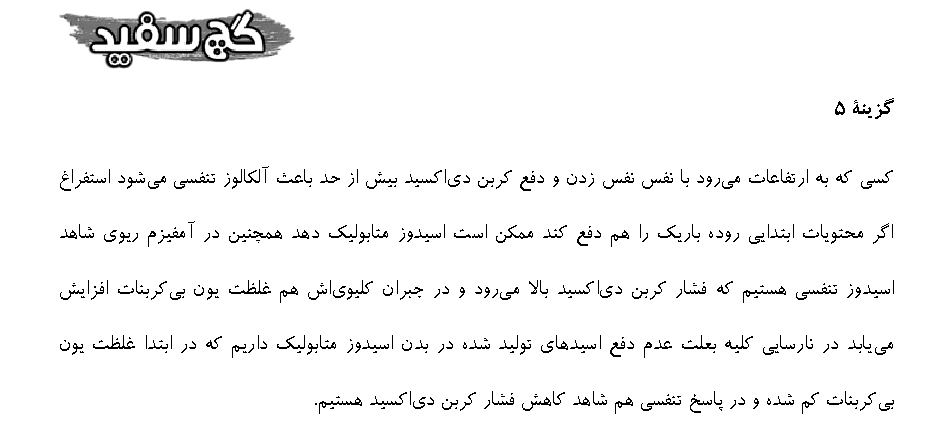 گچ سفید
گزینهٔ ۵
کسی که به ارتفاعات می‌رود با نفس نفس زدن و دفع کربن دی‌اکسید بیش از حد باعث آلکالوز تنفسی می‌شود استفراغ
اگر محتویات ابتدایی روده باریک را هم دفع کند ممکن است اسیدوز متابولیک دهد همچنین در آمفیزم ریوی شاهد
اسیدوز تنفسی هستیم که فشار کربن دی‌اکسید بالا می‌رود و در جبران کلیوی‌اش هم غلظت یون بی‌کربنات افزایش
می‌یابد در نارسایی کلیه بعلت عدم دفع اسیدهای تولید شده در بدن اسیدوز متابولیک داریم که در ابتدا غلظت یون
بی‌کربنات کم شده و در پاسخ تنفسی هم شاهد کاهش فشار کربن دی‌اکسید هستیم.